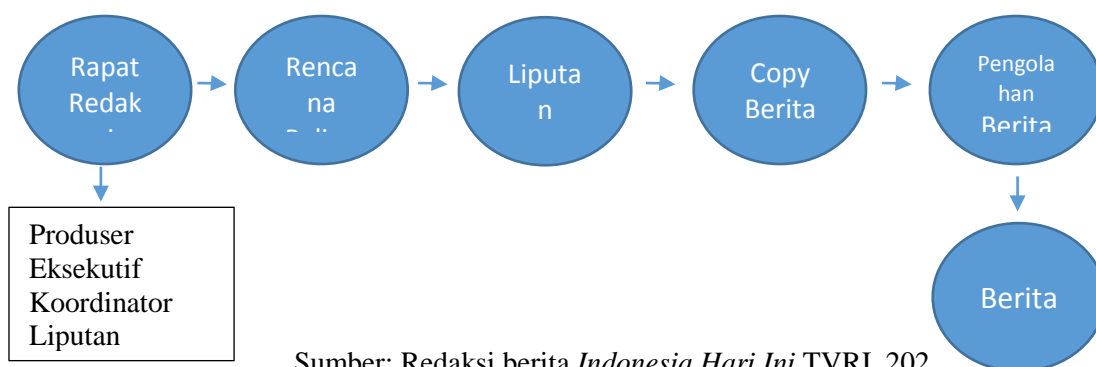 Rapat
Redak
Renca
na
Liputa
n
Copy
Berita
Pengola
han
Berita
Produser
Eksekutif
Koordinator
Liputan
Berita
Sumber: Redaksi berita Indonesia Hari Ini TVRI, 202